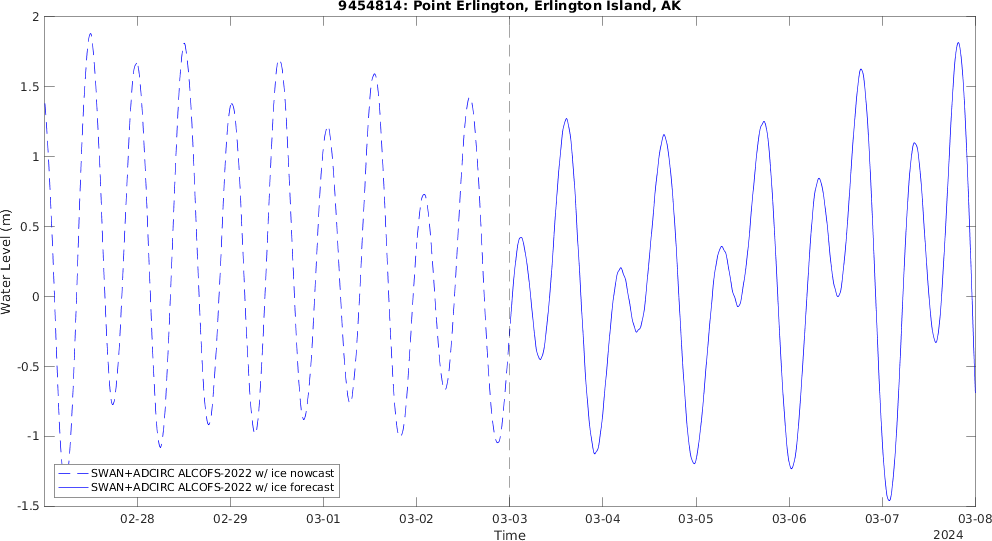 9454814: Point Erlington, Erlington Island, AK
2
1.5
1
0.5
0
-0.5
-1
-1.5
Water Level (m)
SWAN+ADCIRC ALCOFS-2022 w/ ice nowcast
SWAN+ADCIRC ALCOFS-2022 w/ ice forecast
02-28 02-29 03-01 03-02 03-03 03-04 03-05 03-06 03-07 03-08
Time
2024